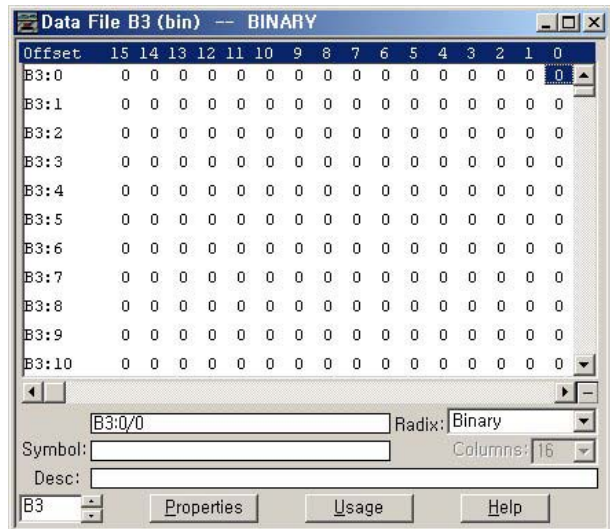 Data File B3 (bin) -- BINARY
Offset 15 14 13 12 11 10 9 8 7 6 5 4 3 2 1 0
B3:0 0 0 0 0 0 0 0 0 0 0 0 0 0 0 0 0
B3:1 0 0 0 0 0 0 0 0 0 0 0 0 0 0 0 0
B3:2 0 0 0 0 0 0 0 0 0 0 0 0 0 0 0 0
B3:3 0 0 0 0 0 0 0 0 0 0 0 0 0 0 0 0
B3:4 0 0 0 0 0 0 0 0 0 0 0 0 0 0 0 0
B3:5 0 0 0 0 0 0 0 0 0 0 0 0 0 0 0 0
B3:6 0 0 0 0 0 0 0 0 0 0 0 0 0 0 0 0
B3:7 0 0 0 0 0 0 0 0 0 0 0 0 0 0 0 0
B3:8 0 0 0 0 0 0 0 0 0 0 0 0 0 0 0 0
B3:9 0 0 0 0 0 0 0 0 0 0 0 0 0 0 0 0
B3:10 0 0 0 0 0 0 0 0 0 0 0 0 0 0 0 0
B3:0/0 Radix: Binary
Symbol: Columns: 16
Desc:
B3 Properties Usage Help